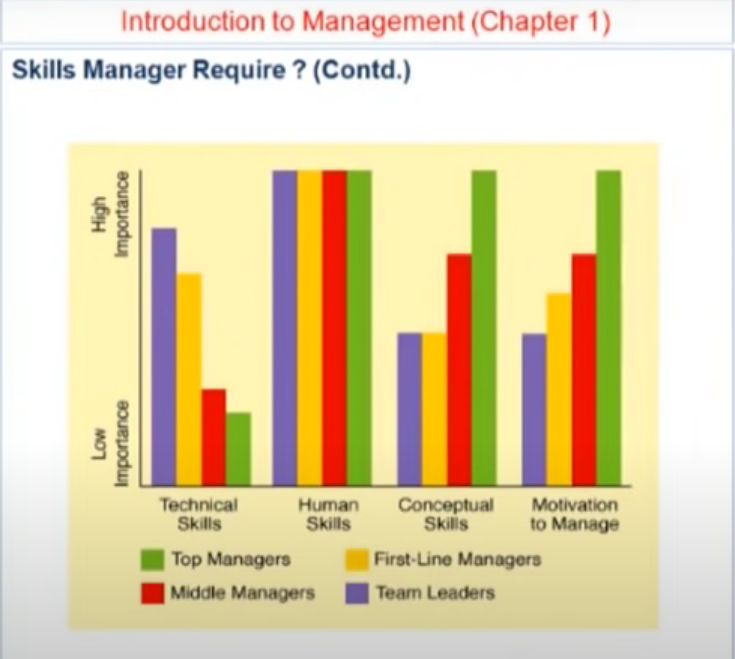 Introduction to Management (Chapter 1)
Skills Manager Require ? (Contd.)
High
Importance
Low
Importance
Technical
Skills
Human
Skills
Conceptual
Skills
Motivation
to Manage
Top Managers
First-Line Managers
Middle Managers
Team Leaders